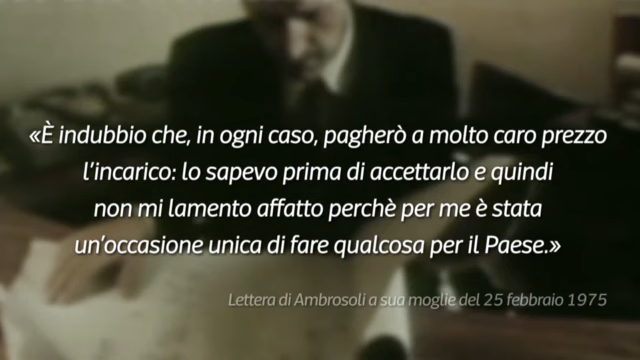 «È indubbio che, in ogni caso, pagherò a molto caro prezzo
l'incarico: lo sapevo prima di accettarlo e quindi
non mi lamento affatto perchè per me è stata
un'occasione unica di fare qualcosa per il Paese.»
Lettera di Ambrosoli a sua moglie del 25 febbraio 1975